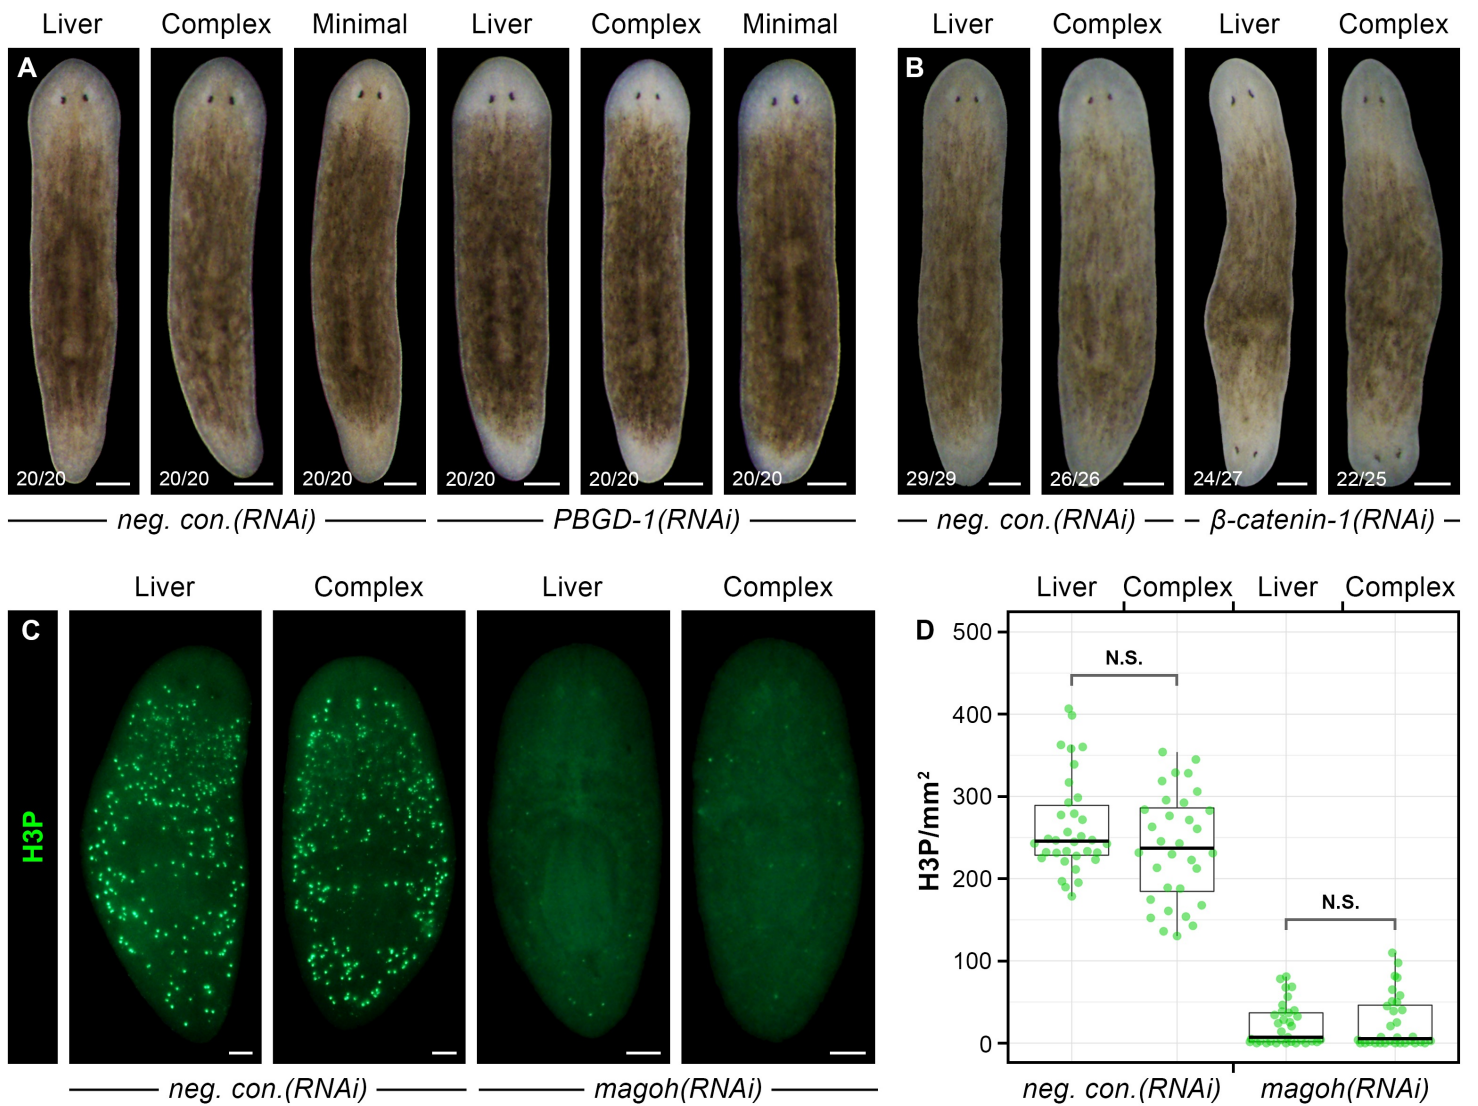 Liver Complex Minimal Liver Complex Minimal Liver Complex Liver Complex
A B
20/20 20/20 20/20 20/20 20/20 20/20 29/29 26/26 24/27 22/25
neg. con.(RNAi) PBGD-1(RNAi) neg. con.(RNAi) β-catenin-1(RNAi)
Liver Complex Liver Complex
C
H3P
neg. con.(RNAi) magoh(RNAi)
Liver Complex Liver Complex
D
H3P/mm²
500
400
300
200
100
0
N.S.
N.S.
neg. con.(RNAi) magoh(RNAi)